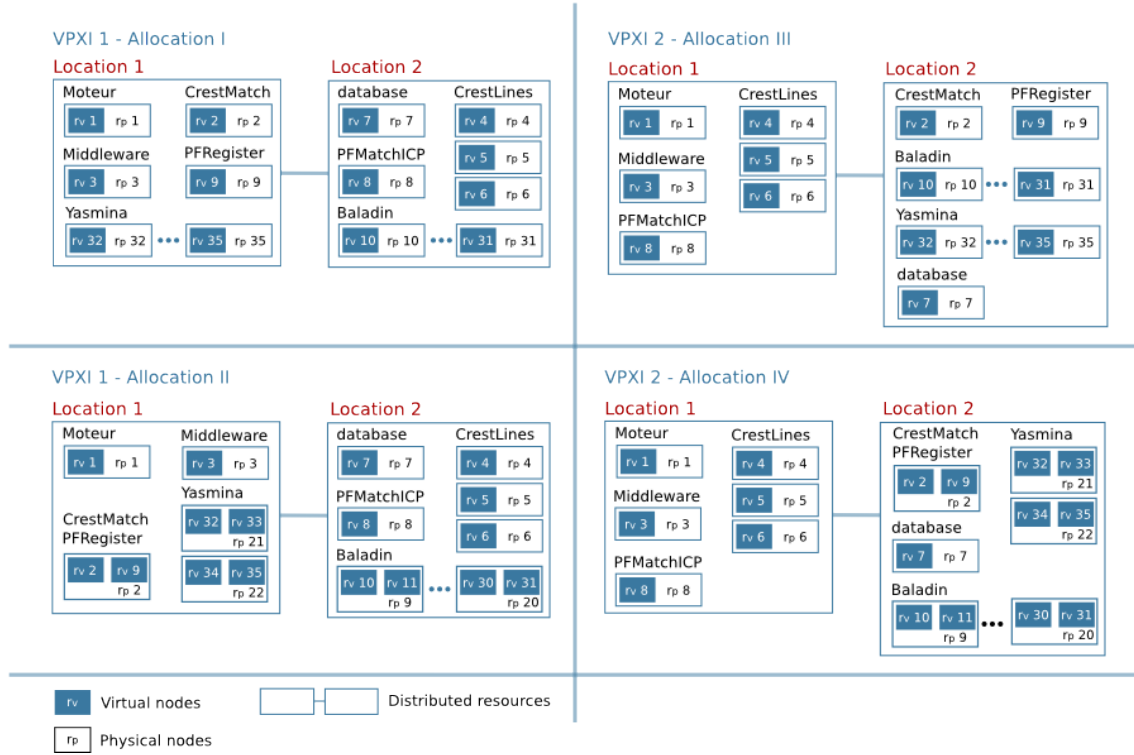 VPXI 1 - Allocation I
Location 1
Location 2
Moteur
CrestMatch
rv 1 rp 1
rv 2 rp 2
Middleware
PFRegister
rv 3 rp 3
rv 9 rp 9
Yasmina
rv 32 rp 32 ••• rv 35 rp 35
database
CrestLines
rv 7 rp 7
rv 4 rp 4
rv 5 rp 5
PFMatchICP
rv 8 rp 8
rv 6 rp 6
Baladin
rv 10 rp 10 ••• rv 31 rp 31
VPXI 2 - Allocation III
Location 1
Location 2
Moteur
CrestLines
rv 1 rp 1
rv 4 rp 4
Middleware
rv 5 rp 5
rv 3 rp 3
rv 6 rp 6
PFMatchICP
rv 8 rp 8
CrestMatch
PFRegister
rv 2 rp 2
rv 9 rp 9
Baladin
rv 10 rp 10 ••• rv 31 rp 31
Yasmina
rv 32 rp 32 ••• rv 35 rp 35
database
rv 7 rp 7
VPXI 1 - Allocation II
Location 1
Location 2
Moteur
Middleware
rv 1 rp 1
rv 3 rp 3
Yasmina
rv 32 rv 33
rp 21
CrestMatch
PFRegister
rv 2 rv 9
rp 2
rv 34 rv 35
rp 22
database
CrestLines
rv 7 rp 7
rv 4 rp 4
PFMatchICP
rv 5 rp 5
rv 8 rp 8
rv 6 rp 6
Baladin
rv 10 rv 11 ••• rv 30 rv 31
rp 9 rp 20
VPXI 2 - Allocation IV
Location 1
Location 2
Moteur
CrestLines
rv 1 rp 1
rv 4 rp 4
Middleware
rv 5 rp 5
rv 3 rp 3
rv 6 rp 6
PFMatchICP
rv 8 rp 8
CrestMatch
PFRegister
Yasmina
rv 2 rv 9
rp 2
rv 32 rv 33
rp 21
rv 34 rv 35
rp 22
database
rv 7 rp 7
Baladin
rv 10 rv 11 ••• rv 30 rv 31
rp 9 rp 20
rv Virtual nodes
Distributed resources
rp Physical nodes